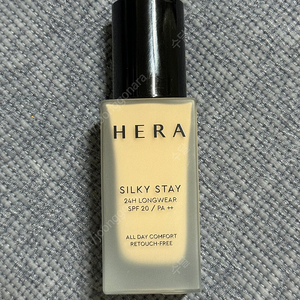 HERA
SILKY STAY
24H LONGWEAR
SPF 20 / PA ++
ALL DAY COMFORT
RETOUCH-FREE